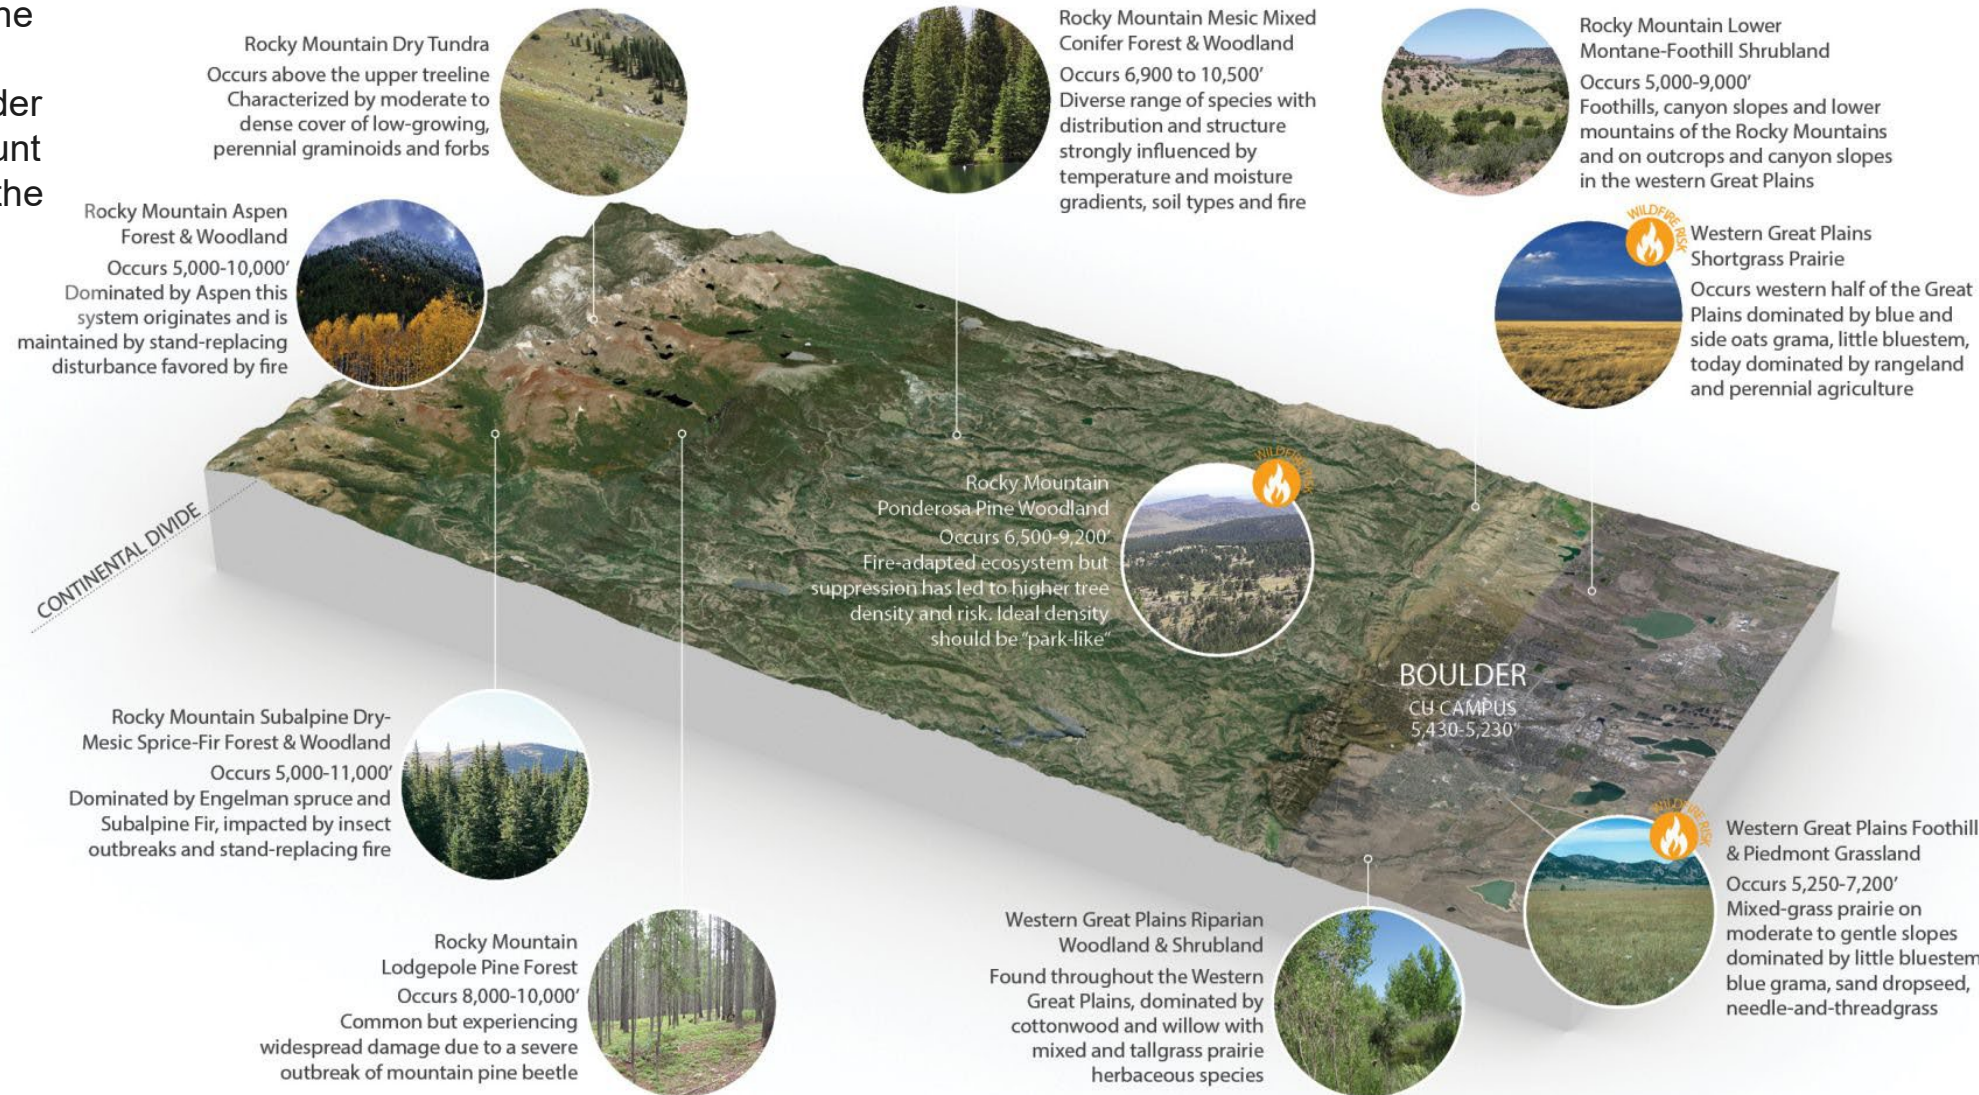 ne
der
unt
the
Rocky Mountain Dry Tundra
Occurs above the upper treeline
Characterized by moderate to
dense cover of low-growing,
perennial graminoids and forbs
Rocky Mountain Mesic Mixed
Conifer Forest & Woodland
Occurs 6,900 to 10,500’
Diverse range of species with
distribution and structure
strongly influenced by
temperature and moisture
gradients, soil types and fire
Rocky Mountain Lower
Montane-Foothill Shrubland
Occurs 5,000-9,000’
Foothills, canyon slopes and lower
mountains of the Rocky Mountains
and on outcrops and canyon slopes
in the western Great Plains
Rocky Mountain Aspen
Forest & Woodland
Occurs 5,000-10,000’
Dominated by Aspen this
system originates and is
maintained by stand-replacing
disturbance favored by fire
WILDFIRE RISK
Western Great Plains
Shortgrass Prairie
Occurs western half of the Great
Plains dominated by blue and
side oats grama, little bluestem,
today dominated by rangeland
and perennial agriculture
CONTINENTAL DIVIDE
WILDFIRE RISK
Rocky Mountain
Ponderosa Pine Woodland
Occurs 6,500-9,200’
Fire-adapted ecosystem but
suppression has led to higher tree
density and risk. Ideal density
should be “park-like”
BOULDER
CU CAMPUS
5,430-5,230’
Rocky Mountain Subalpine Dry-
Mesic Sprice-Fir Forest & Woodland
Occurs 5,000-11,000’
Dominated by Engelman spruce and
Subalpine Fir, impacted by insect
outbreaks and stand-replacing fire
WILDFIRE RISK
Western Great Plains Foothill
& Piedmont Grassland
Occurs 5,250-7,200’
Mixed-grass prairie on
moderate to gentle slopes
dominated by little bluestem
blue grama, sand dropseed,
needle-and-threadgrass
Rocky Mountain
Lodgepole Pine Forest
Occurs 8,000-10,000’
Common but experiencing
widespread damage due to a severe
outbreak of mountain pine beetle
Western Great Plains Riparian
Woodland & Shrubland
Found throughout the Western
Great Plains, dominated by
cottonwood and willow with
mixed and tallgrass prairie
herbaceous species